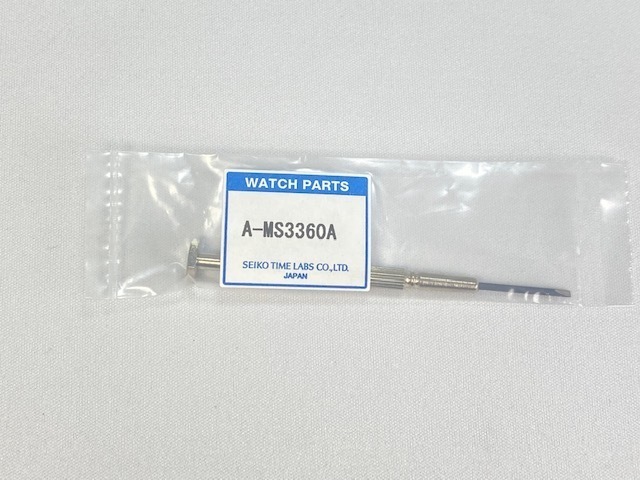 WATCH PARTS
A-MS3360A
SEIKO TIME LABS CO.,LTD.
JAPAN